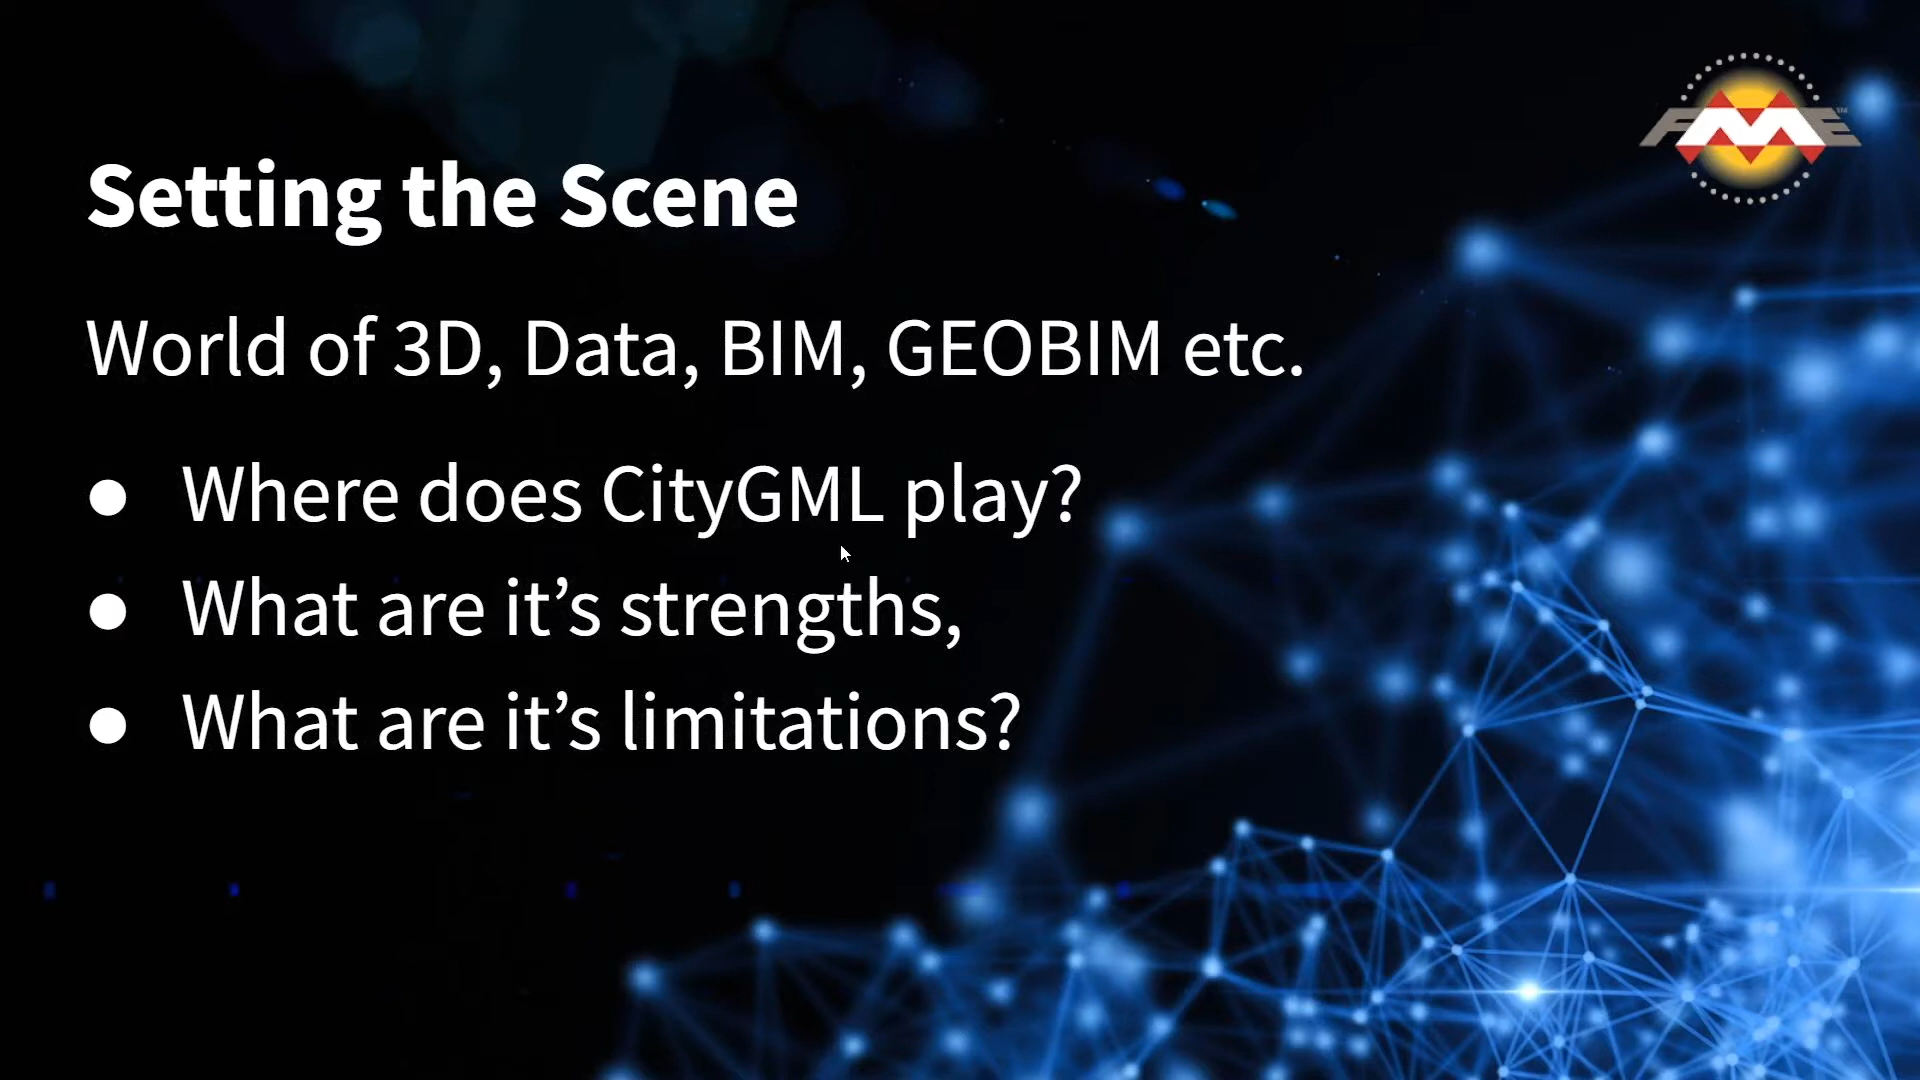 FME
Setting the Scene
World of 3D, Data, BIM, GEOBIM etc.
● Where does CityGML play?
● What are it’s strengths,
● What are it’s limitations?